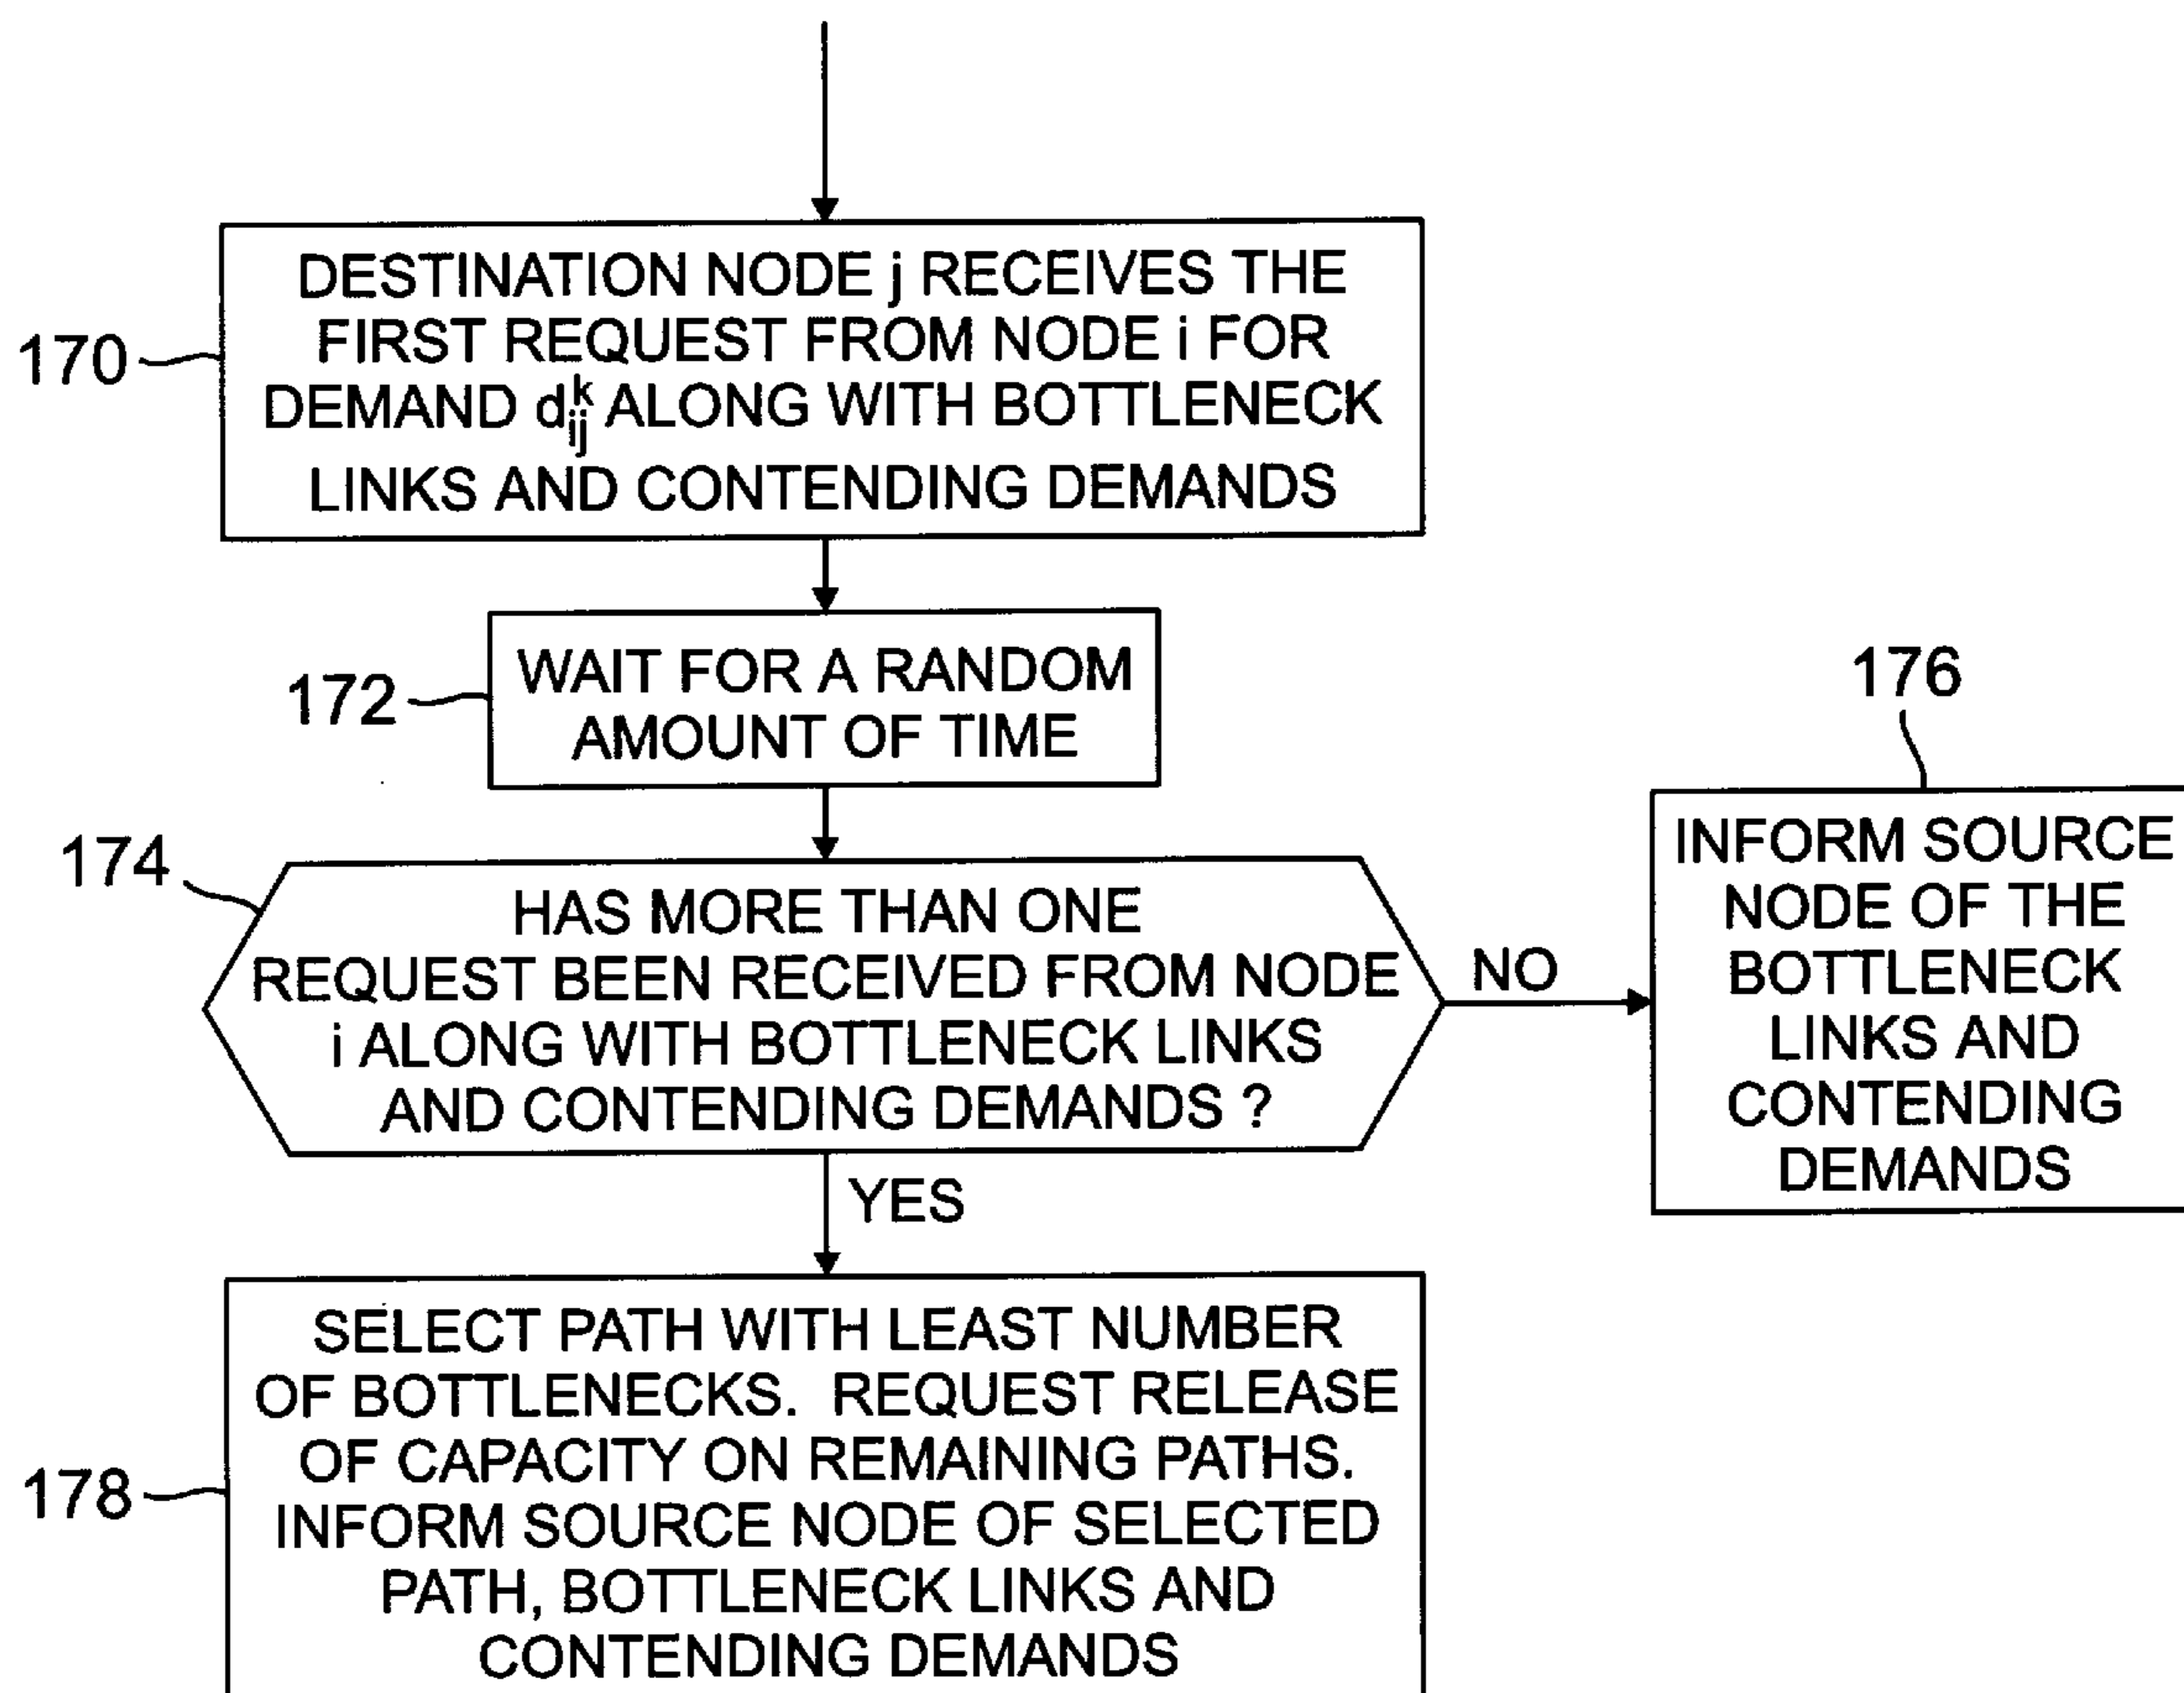 170
DESTINATION NODE j RECEIVES THE
FIRST REQUEST FROM NODE i FOR
DEMAND d_{ij}^{k} ALONG WITH BOTTLENECK
LINKS AND CONTENDING DEMANDS
172
WAIT FOR A RANDOM
AMOUNT OF TIME
174
HAS MORE THAN ONE
REQUEST BEEN RECEIVED FROM NODE
i ALONG WITH BOTTLENECK LINKS
AND CONTENDING DEMANDS ?
NO
176
INFORM SOURCE
NODE OF THE
BOTTLENECK
LINKS AND
CONTENDING
DEMANDS
YES
178
SELECT PATH WITH LEAST NUMBER
OF BOTTLENECKS. REQUEST RELEASE
OF CAPACITY ON REMAINING PATHS.
INFORM SOURCE NODE OF SELECTED
PATH, BOTTLENECK LINKS AND
CONTENDING DEMANDS